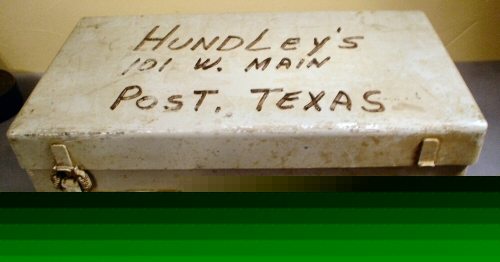 HUNDLey's
101 W. MAIN
POST, TEXAS